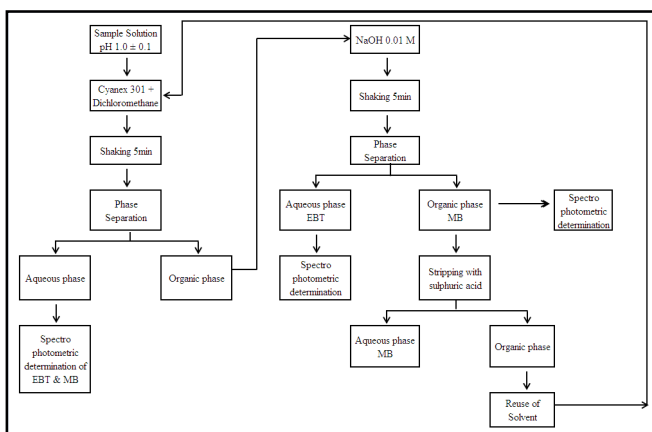 Sample Solution
pH 1.0 ± 0.1
Cyanex 301 +
Dichloromethane
Shaking 5min
Phase
Separation
Aqueous phase
Organic phase
Spectro
photometric
determination of
EBT & MB
NaOH 0.01 M
Shaking 5min
Phase
Separation
Aqueous phase
EBT
Organic phase
MB
Spectro
photometric
determination
Spectro
photometric
determination
Stripping with
sulphuric acid
Aqueous phase
MB
Organic phase
Reuse of
Solvent